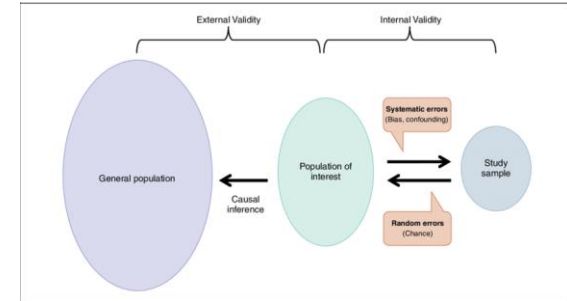 External Validity
Internal Validity
Systematic errors
(Bias, confounding)
General population
Population of
interest
Study
sample
Causal
inference
Random errors
(Chance)